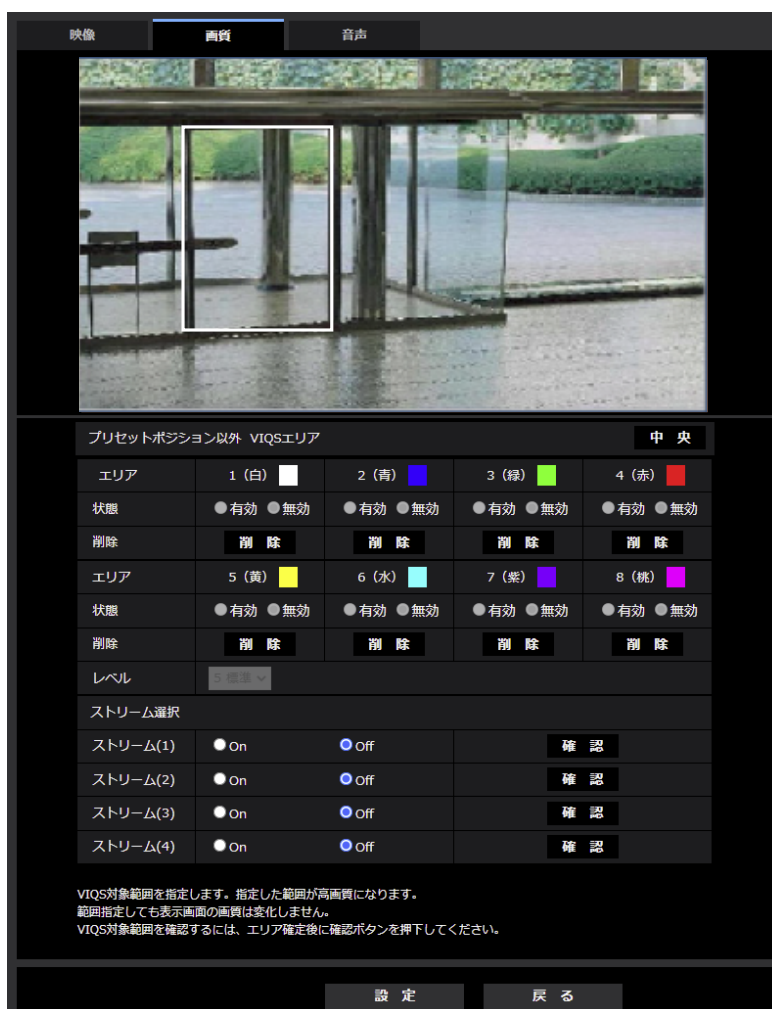 映像 画質 音声
プリセットポジション以外 VIQSエリア 中 央
エリア 1（白） 2（青） 3（緑） 4（赤）
状態 有効 無効 有効 無効 有効 無効 有効 無効
削除 削 除 削 除 削 除 削 除
エリア 5（黄） 6（水） 7（紫） 8（桃）
状態 有効 無効 有効 無効 有効 無効 有効 無効
削除 削 除 削 除 削 除 削 除
レベル 5 標準
ストリーム選択
ストリーム(1) On Off 確 認
ストリーム(2) On Off 確 認
ストリーム(3) On Off 確 認
ストリーム(4) On Off 確 認
VIQS対象範囲を指定します。指定した範囲が高画質になります。
範囲指定しても表示画面の画質は変化しません。
VIQS対象範囲を確認するには、エリア確定後に確認ボタンを押下してください。
設 定 戻 る